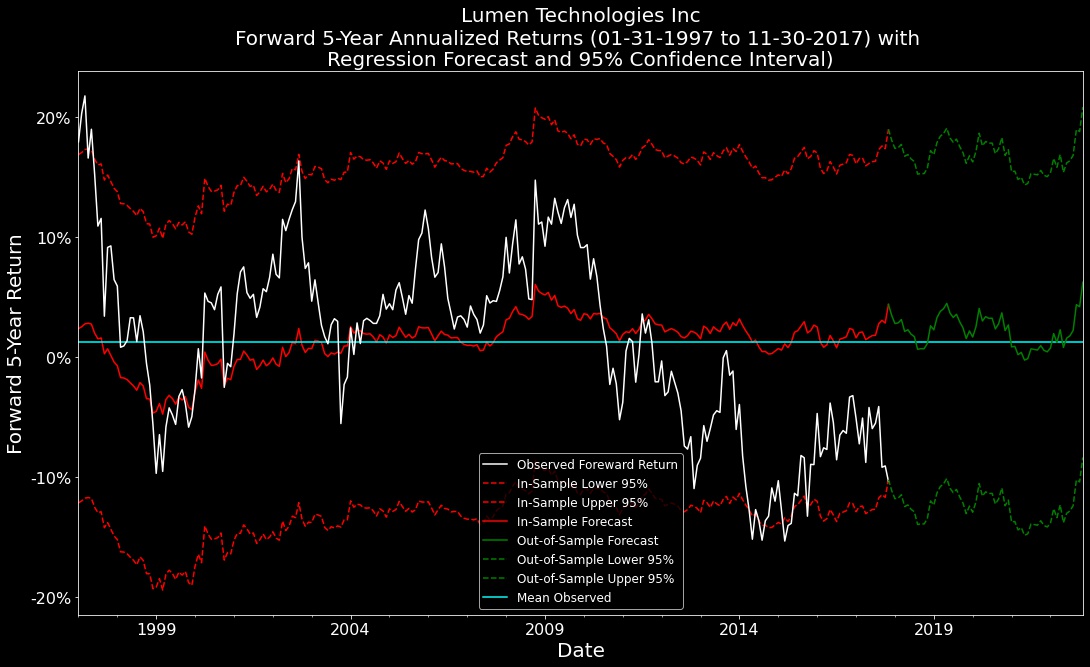 Lumen Technologies Inc
Forward 5-Year Annualized Returns (01-31-1997 to 11-30-2017) with
Regression Forecast and 95% Confidence Interval)
Forward 5-Year Return
20%
10%
0%
-10%
-20%
Observed Foreward Return
In-Sample Lower 95%
In-Sample Upper 95%
In-Sample Forecast
Out-of-Sample Forecast
Out-of-Sample Lower 95%
Out-of-Sample Upper 95%
Mean Observed
1999 2004 2009 2014 2019
Date